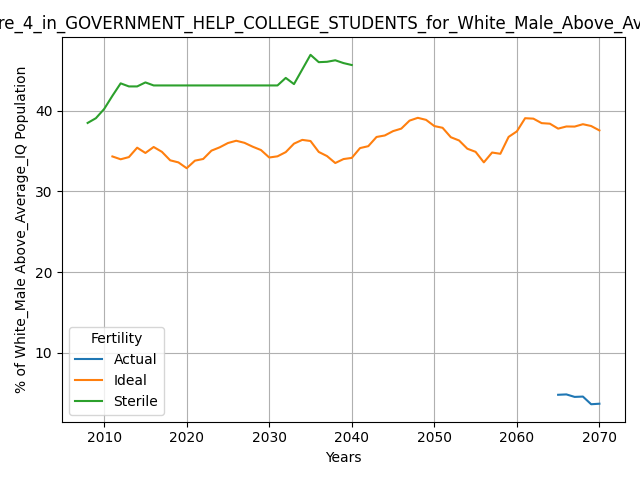 re_4_in_GOVERNMENT_HELP_COLLEGE_STUDENTS_for_White_Male_Above_Av
% of White_Male Above_Average_IQ Population
40
30
20
10
Fertility
Actual
Ideal
Sterile
2010 2020 2030 2040 2050 2060 2070
Years